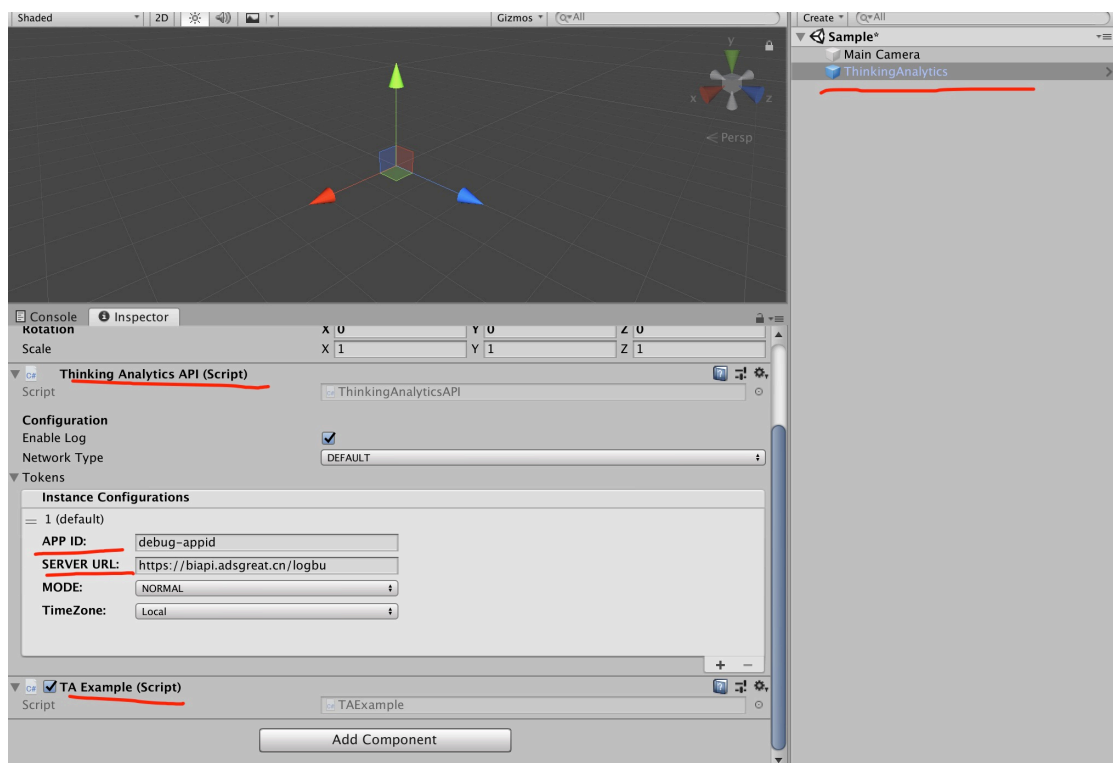 Shaded 2D Gizmos All Create All
Sample*
Main Camera
ThinkingAnalytics
y
x z
Persp
Console Inspector
Rotation X 0 Y 0 Z 0
Scale X 1 Y 1 Z 1
C# Thinking Analytics API (Script)
Script ThinkingAnalyticsAPI
Configuration
Enable Log
Network Type DEFAULT
Tokens
Instance Configurations
1 (default)
APP ID: debug-appid
SERVER URL: https://biapi.adsgreat.cn/logbu
MODE: NORMAL
TimeZone: Local
+ −
C# TA Example (Script)
Script TAExample
Add Component